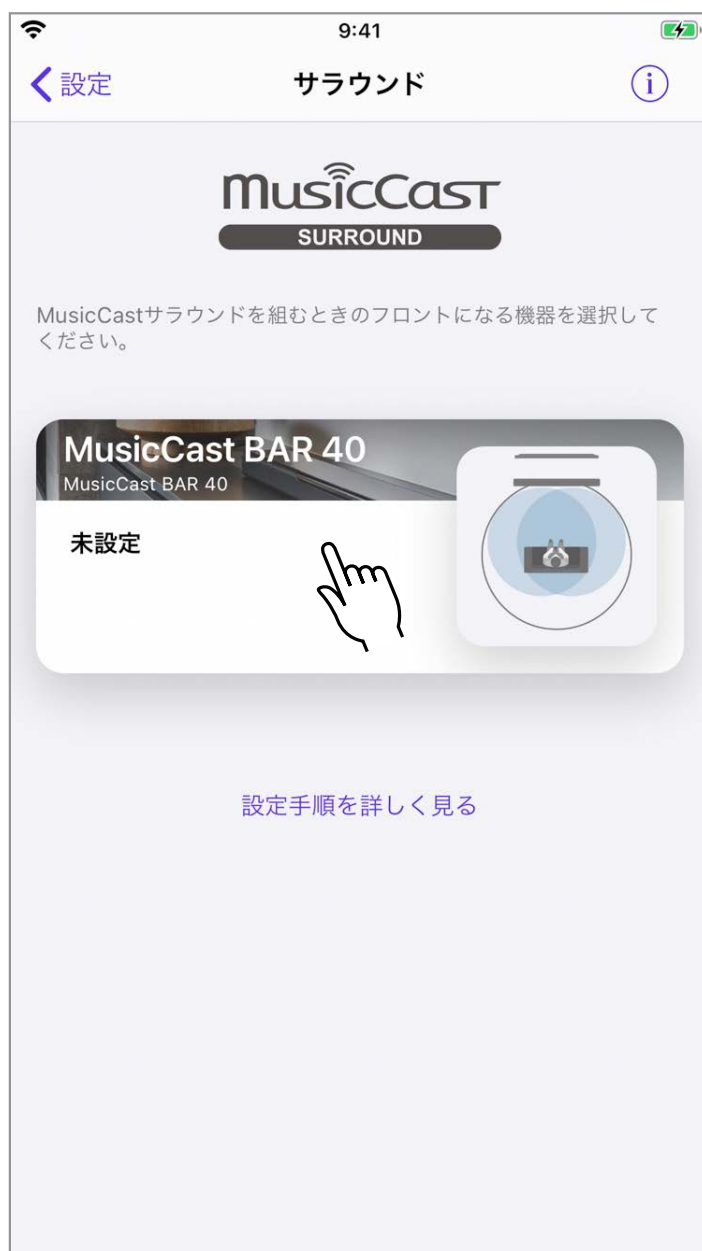 9:41
設定
サラウンド
i
MusicCast
SURROUND
MusicCastサラウンドを組むときのフロントになる機器を選択して
ください。
MusicCast BAR 40
MusicCast BAR 40
未設定
設定手順を詳しく見る